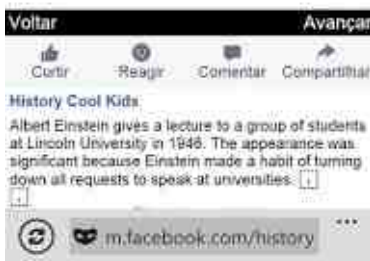 Voltar Avançar
Curtir Reagir Comentar Compartilhar
History Cool Kids
Albert Einstein gives a lecture to a group of students
at Lincoln University in 1946. The appearance was
significant because Einstein made a habit of turning
down all requests to speak at universities. [.]
[.]
m.facebook.com/history ...